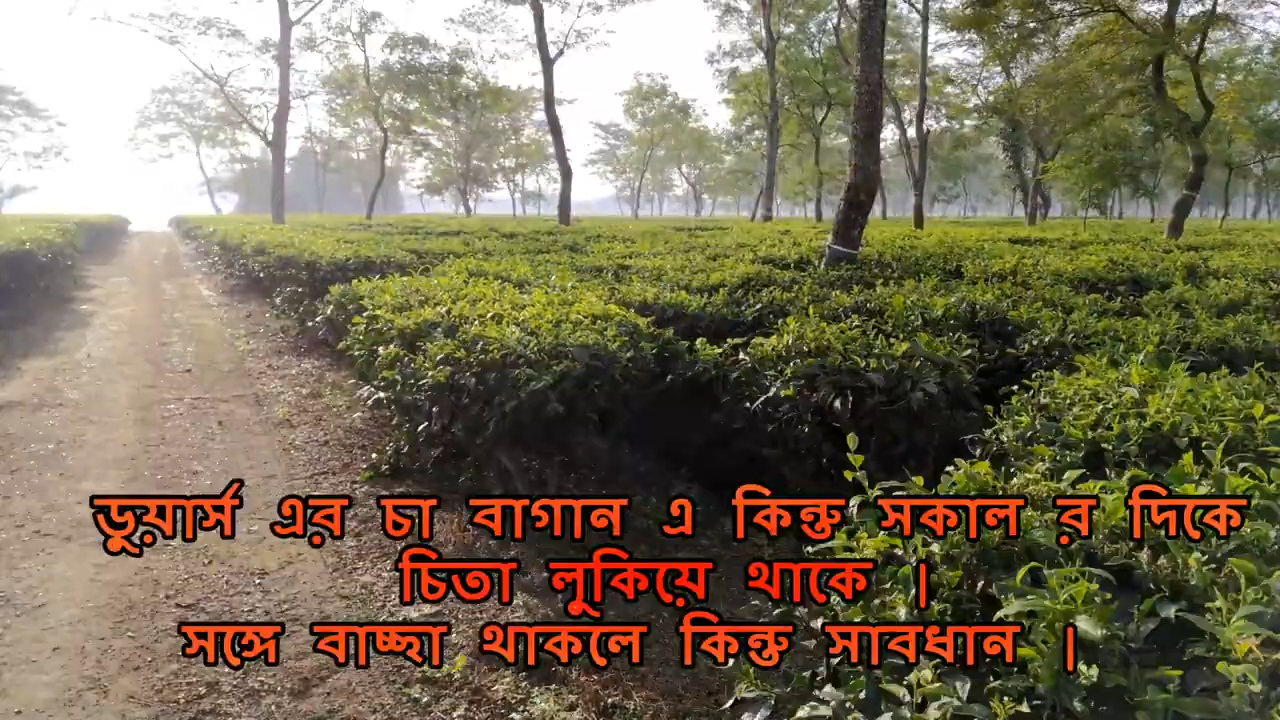 ডুয়ার্স এর চা বাগান এ কিন্তু সকাল র দিকে
চিতা লুকিয়ে থাকে ।
সঙ্গে বাচ্ছা থাকলে কিন্তু সাবধান ।